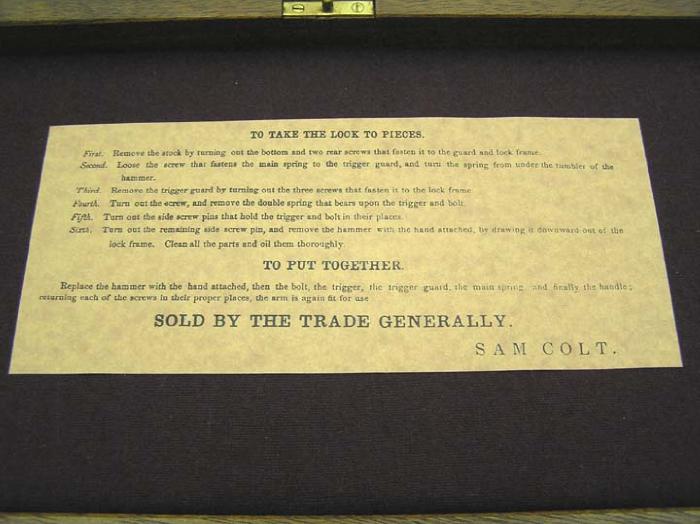 TO TAKE THE LOCK TO PIECES.
First. Remove the stock by turning out the bottom and two rear screws that fasten it to the guard and lock frame.
Second. Loose the screw that fastens the main spring to the trigger guard, and turn the spring from under the tumbler of the
hammer.
Third. Remove the trigger guard by turning out the three screws that fasten it to the lock frame
Fourth. Turn out the screw, and remove the double spring that bears upon the trigger and bolt.
Fifth. Turn out the side screw pins that hold the trigger and bolt in their places.
Sixth. Turn out the remaining side screw pin, and remove the hammer with the hand attached, by drawing it downward out of the
lock frame. Clean all the parts and oil them thoroughly.
TO PUT TOGETHER.
Replace the hammer with the hand attached, then the bolt, the trigger, the trigger guard, the main spring, and finally the handle;
returning each of the screws in their proper places, the arm is again fit for use
SOLD BY THE TRADE GENERALLY.
SAM COLT.